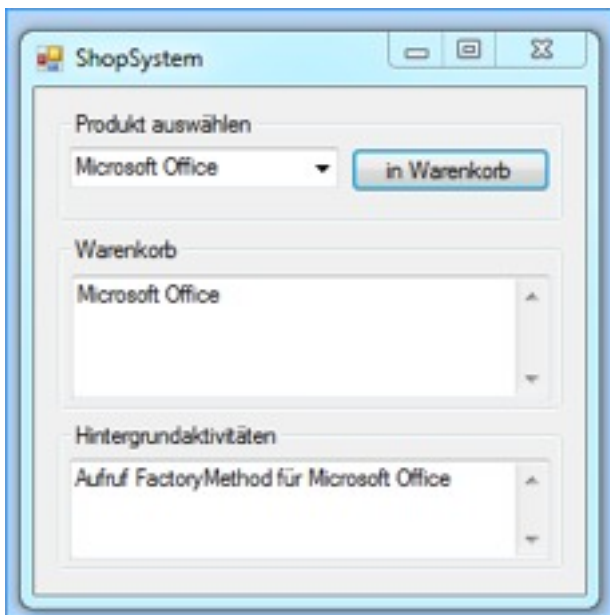 ShopSystem
Produkt auswählen
Microsoft Office
in Warenkorb
Warenkorb
Microsoft Office
Hintergrundaktivitäten
Aufruf FactoryMethod für Microsoft Office